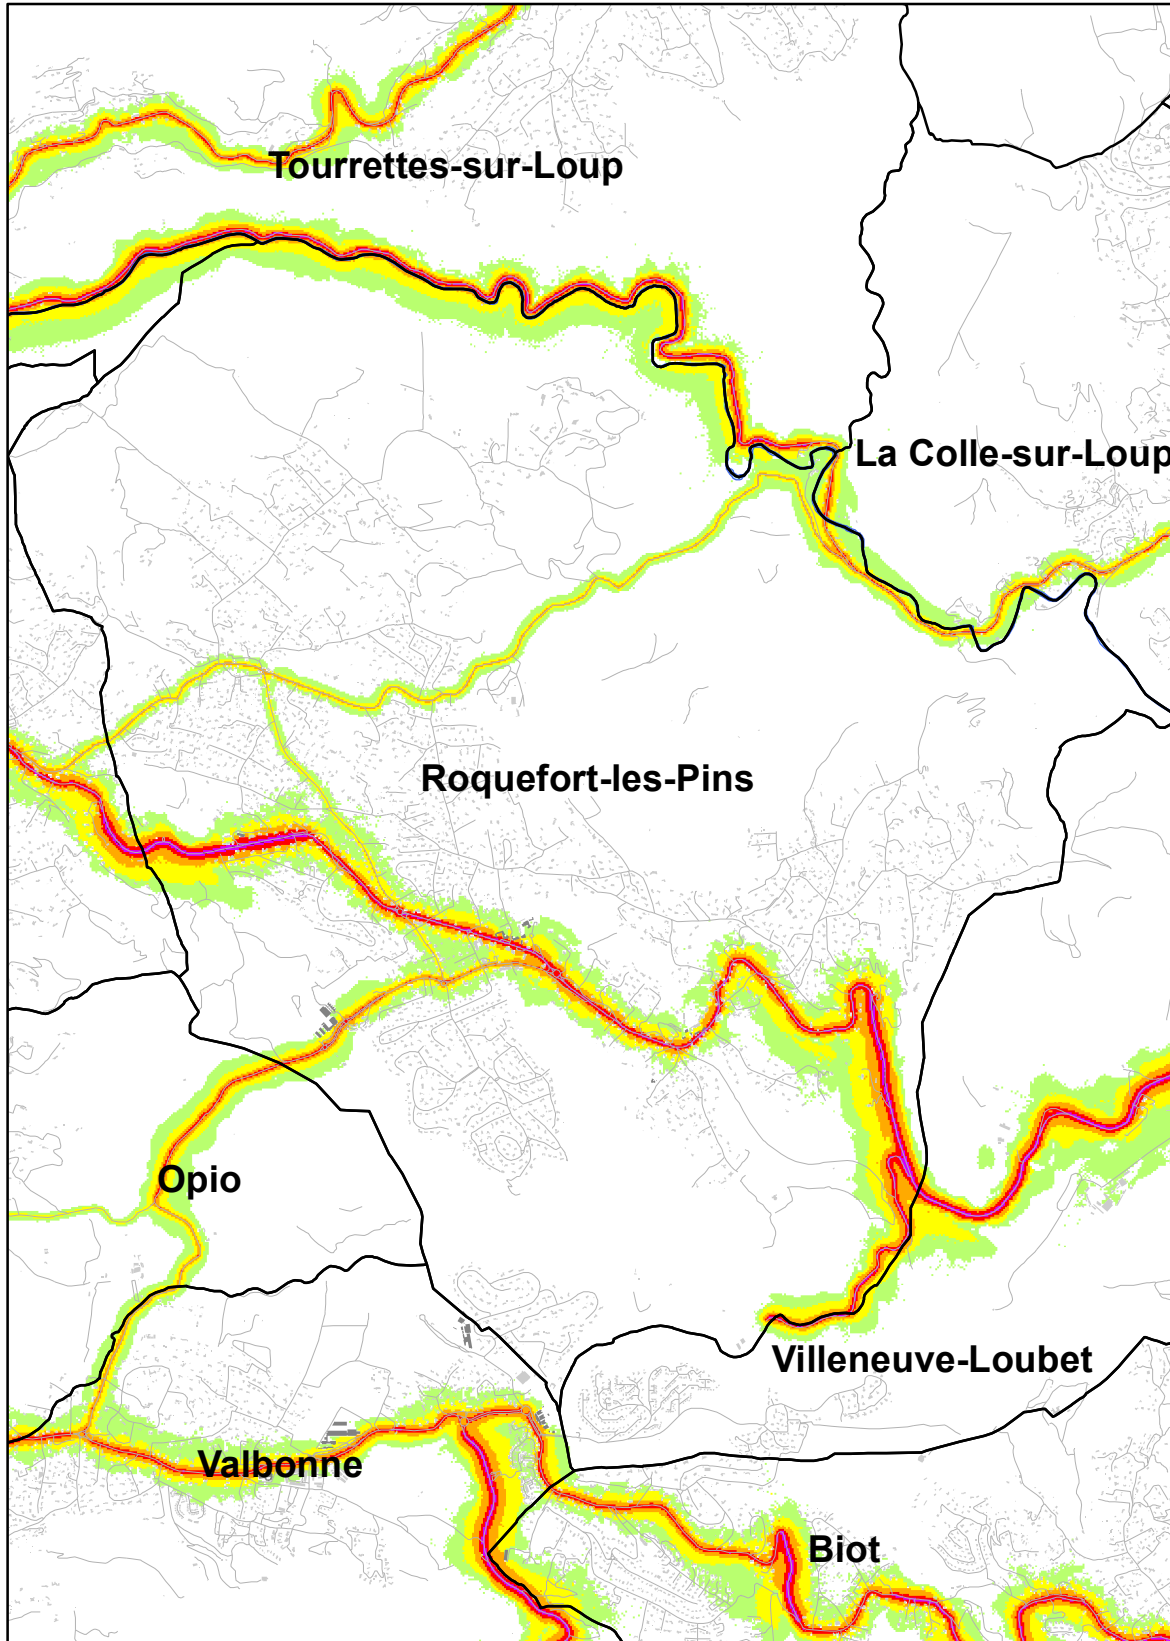 Tourrettes-sur-Loup
La Colle-sur-Loup
Roquefort-les-Pins
Opio
Villeneuve-Loubet
Valbonne
Biot